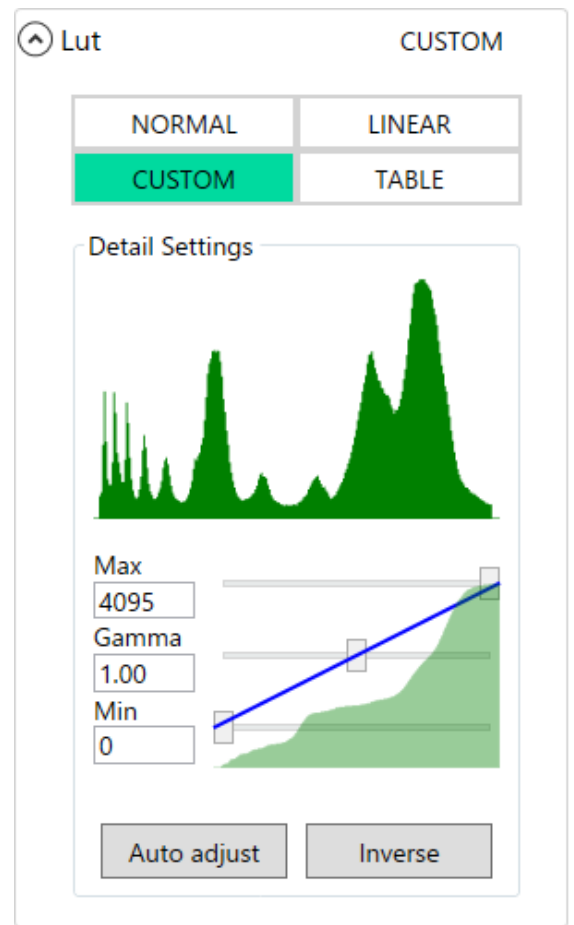 Lut CUSTOM
NORMAL LINEAR
CUSTOM TABLE
Detail Settings
Max
4095
Gamma
1.00
Min
0
Auto adjust Inverse